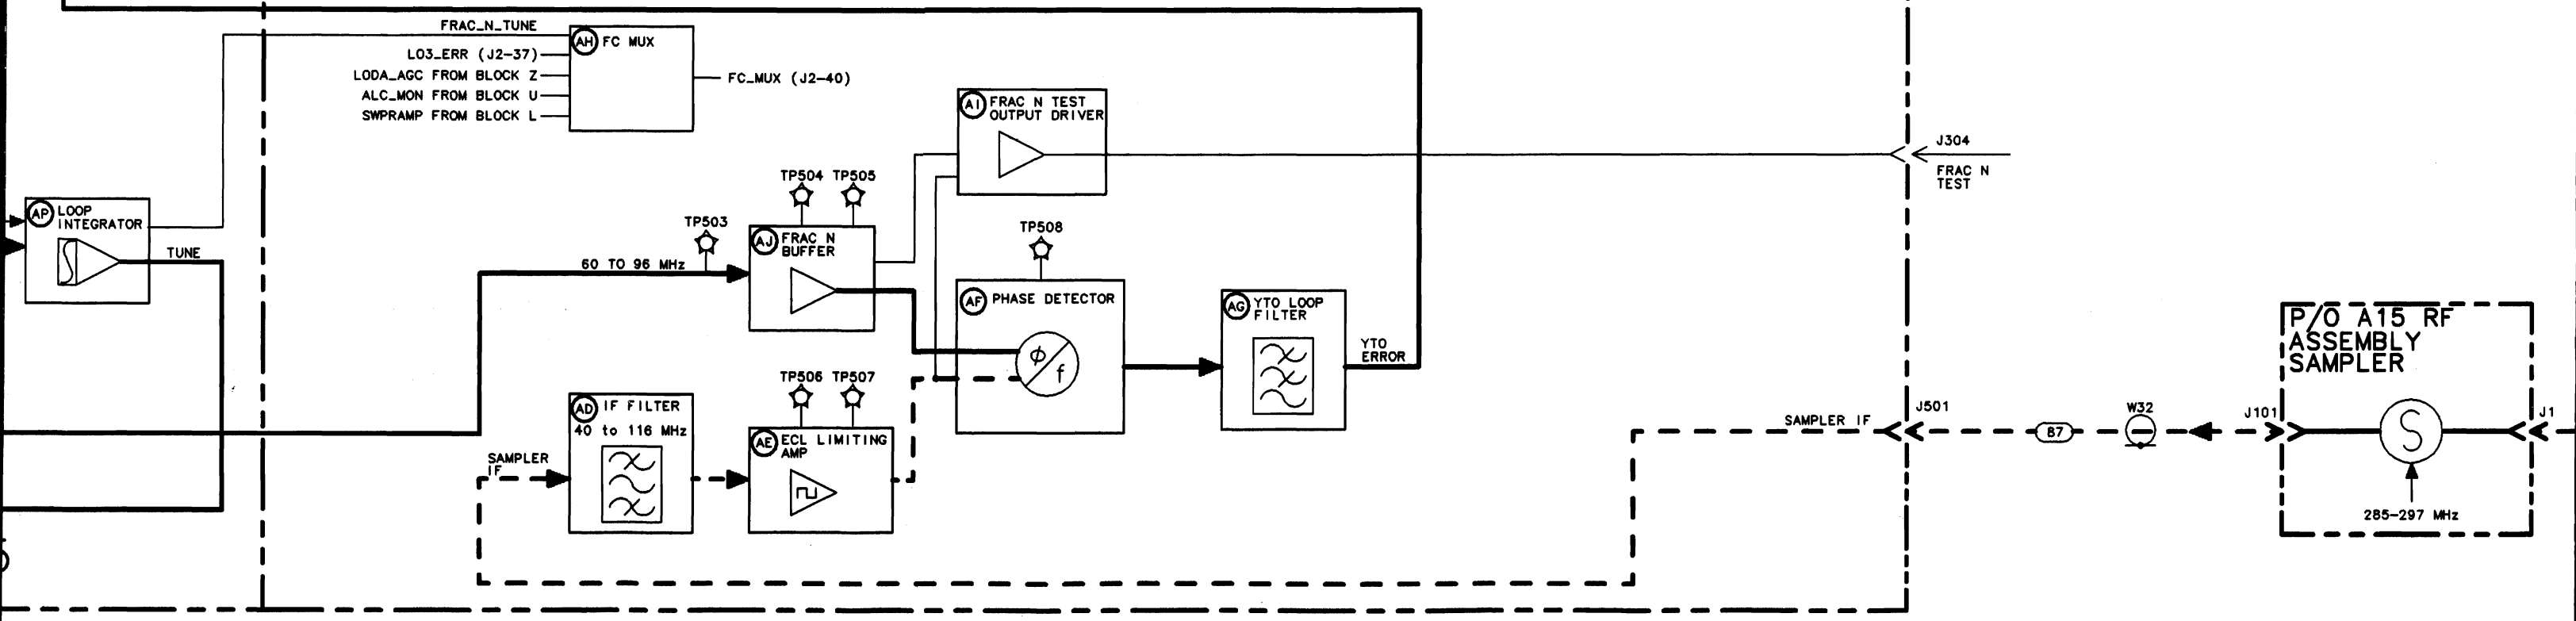 FRAC_N_TUNE
LO3_ERR (J2-37)
LODA_AGC FROM BLOCK Z
ALC_MON FROM BLOCK U
SWPRAMP FROM BLOCK L
AH FC MUX
FC_MUX (J2-40)
AI FRAC N TEST
OUTPUT DRIVER
J304
FRAC N
TEST
AP LOOP
INTEGRATOR
TUNE
TP503
TP504 TP505
60 TO 96 MHz
AJ FRAC N
BUFFER
TP508
AF PHASE DETECTOR
Φ
f
AG YTO LOOP
FILTER
YTO
ERROR
TP506 TP507
AD IF FILTER
40 to 116 MHz
SAMPLER
IF
AE ECL LIMITING
AMP
SAMPLER IF
J501
87
W32
J101
P/O A15 RF
ASSEMBLY
SAMPLER
S
J1
285-297 MHz